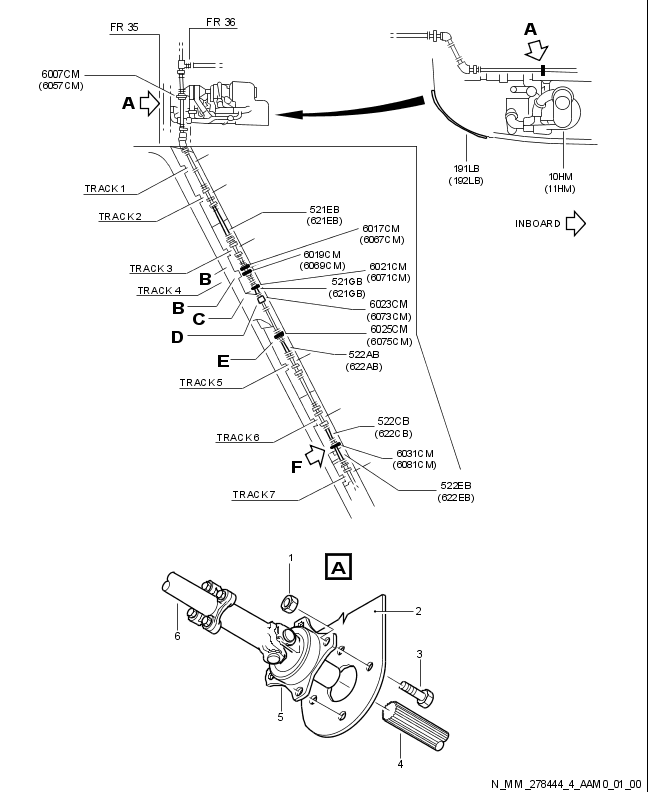 FR 35
FR 36
A
6007CM
(6057CM)
A
191LB
(192LB)
10HM
(11HM)
TRACK 1
TRACK 2
521EB
(621EB)
INBOARD
6017CM
(6067CM)
TRACK 3
6019CM
(6069CM)
6021CM
(6071CM)
B
521GB
(621GB)
TRACK 4
B
6023CM
(6073CM)
C
D
6025CM
(6075CM)
E
522AB
(622AB)
TRACK 5
522CB
(622CB)
TRACK 6
6031CM
(6081CM)
F
522EB
(622EB)
TRACK 7
A
1
2
6
3
5
4
N_MM_278444_4_AAM0_01_00